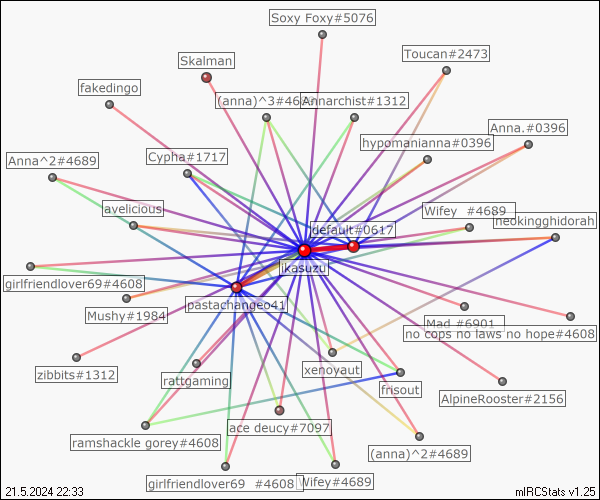 Soxy Foxy#5076
Toucan#2473
Skalman
fakedingo
(anna)^3#46
Annarchist#1312
Anna.#0396
hypomanianna#0396
Cypha#1717
Anna^2#4689
avelicious
Wifey #4689
neokingghidorah
default#0617
jikasuzu
girlfriendlover69#4608
pastachangeo41
Mushy#1984
Mad #6901
no cops no laws no hope#4608
zibbits#1312
rattgaming
xenoyaut
frisout
AlpineRooster#2156
ramshackle gorey#4608
ace deucy#7097
(anna)^2#4689
girlfriendlover69 #4608
Wifey#4689
21.5.2024 22:33
mIRCStats v1.25